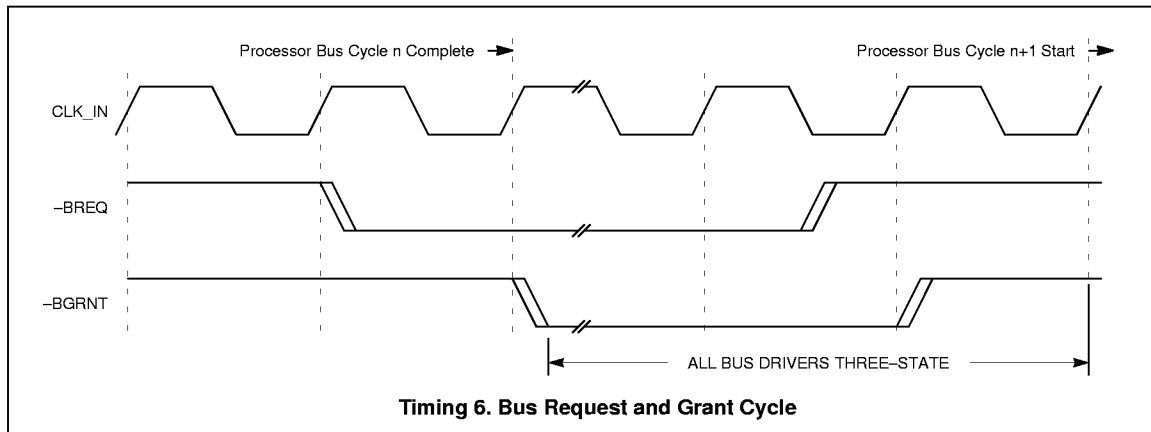 Processor Bus Cycle n Complete
Processor Bus Cycle n+1 Start
CLK_IN
–BREQ
–BGRNT
ALL BUS DRIVERS THREE–STATE
Timing 6. Bus Request and Grant Cycle